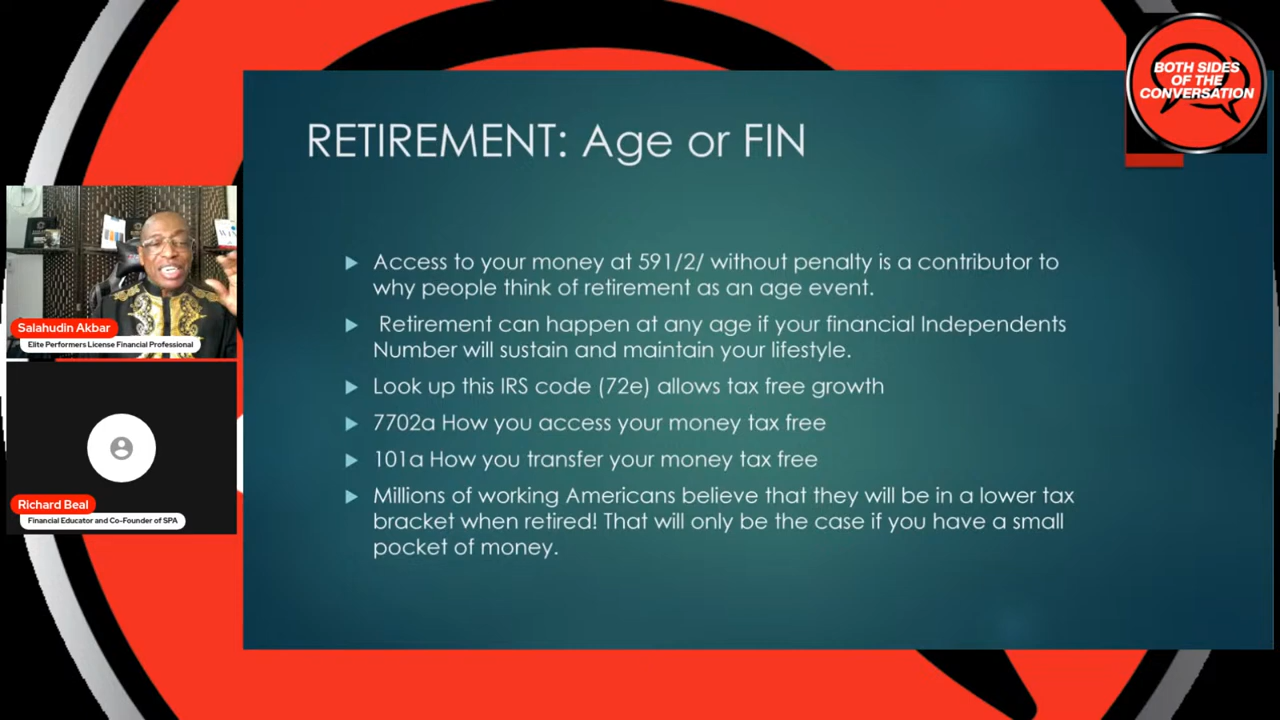 BOTH SIDES
OF THE
CONVERSATION
RETIREMENT: Age or FIN
Access to your money at 591/2/ without penalty is a contributor to
why people think of retirement as an age event.
Retirement can happen at any age if your financial Independents
Number will sustain and maintain your lifestyle.
Look up this IRS code (72e) allows tax free growth
7702a How you access your money tax free
101a How you transfer your money tax free
Millions of working Americans believe that they will be in a lower tax
bracket when retired! That will only be the case if you have a small
pocket of money.
Salahudin Akbar
Elite Performers License Financial Professional
Richard Beal
Financial Educator and Co-Founder of SPA